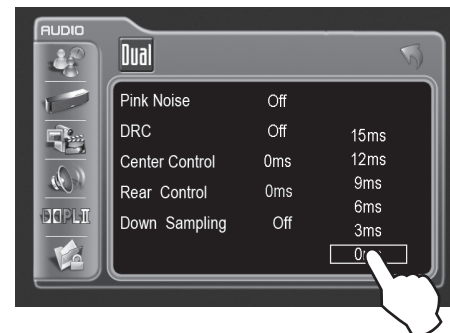 AUDIO
Dual
Pink Noise Off
DRC Off
Center Control 0ms
Rear Control 0ms
Down Sampling Off
15ms
12ms
9ms
6ms
3ms
PLII